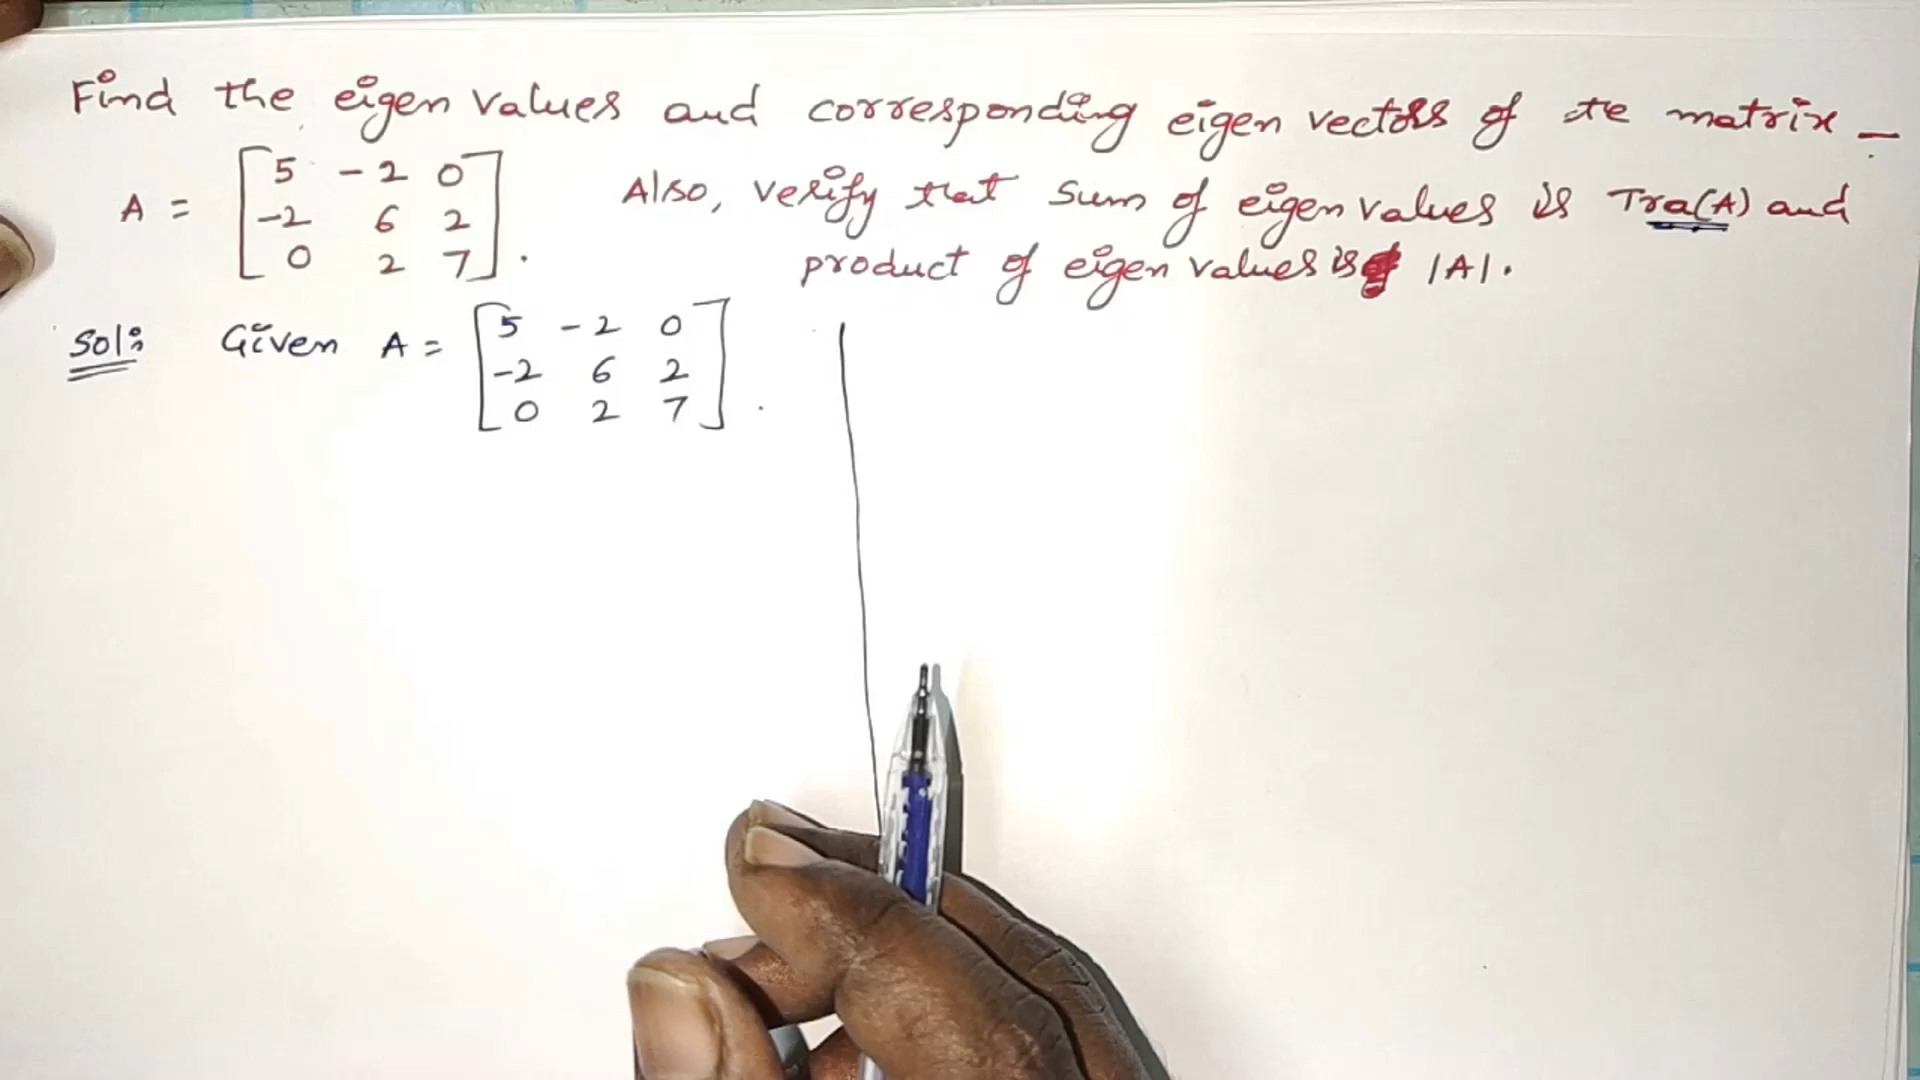 Find the eigen values and corresponding eigen vectors of te matrix –
A = [5 -2 0
-2 6 2
0 2 7].
Also, verify that sum of eigen values is Tra(A) and
product of eigen values is |A|.
Sol: Given A = [5 -2 0
-2 6 2
0 2 7].